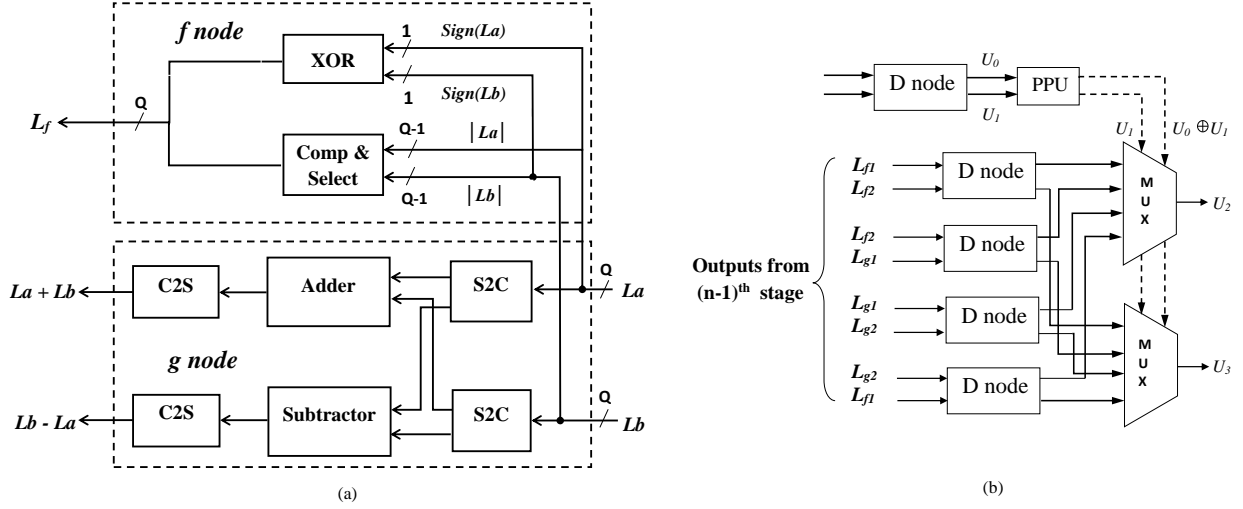 f node
XOR
1
Sign(La)
Sign(Lb)
1
Q
Lf
Comp &
Select
Q-1
|La|
|Lb|
Q-1
C2S
Adder
S2C
Q
La
La + Lb
g node
C2S
Subtractor
S2C
Q
Lb
Lb - La
(a)
D node
U0
U1
PPU
U1
U0 ⊕U1
Outputs from
(n-1)th stage
Lf1
Lf2
D node
Lf2
Lg1
D node
Lg1
Lg2
D node
Lg2
Lf1
D node
MUX
U2
MUX
U3
(b)